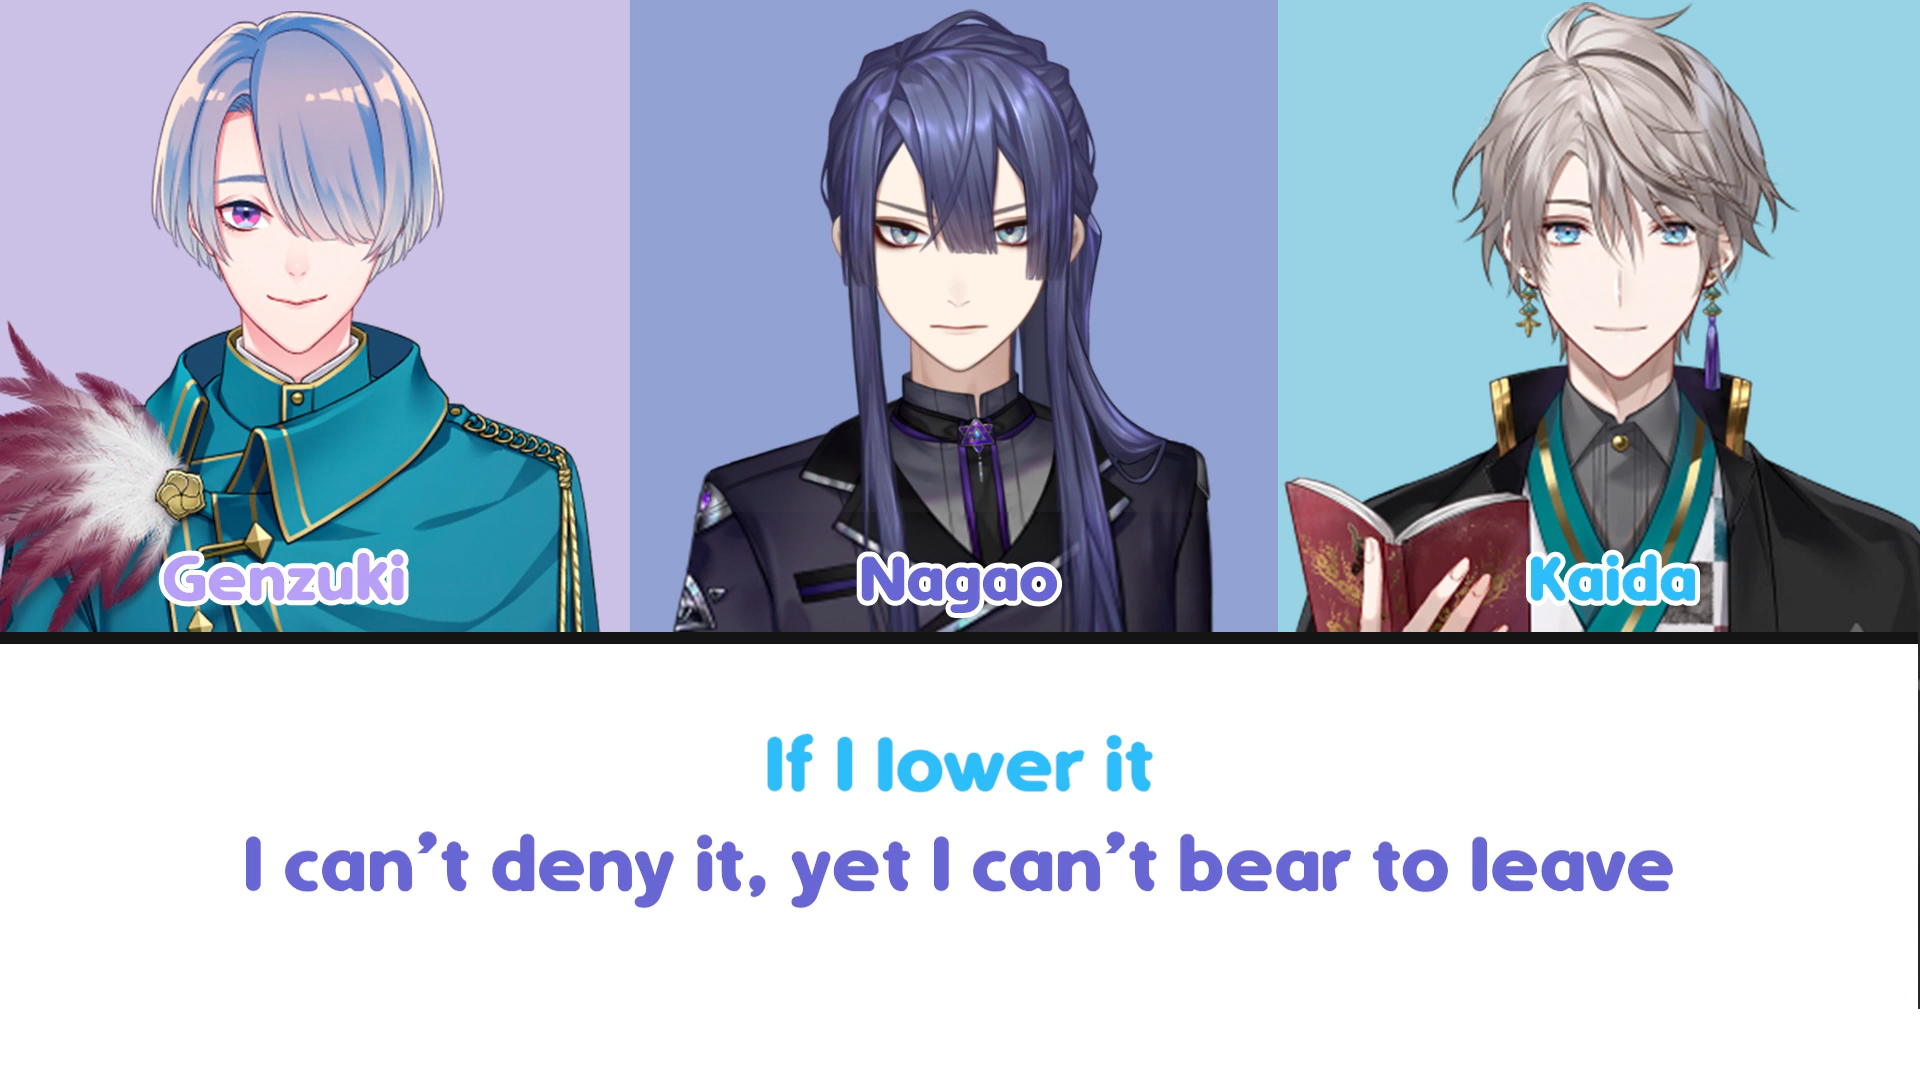 Genzuki
Nagao
Kaida
If I lower it
I can’t deny it, yet I can’t bear to leave